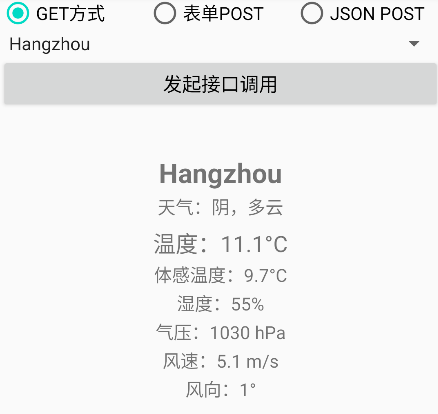 GET方式 表单POST JSON POST
Hangzhou
发起接口调用
Hangzhou
天气：阴，多云
温度：11.1°C
体感温度：9.7°C
湿度：55%
气压：1030 hPa
风速：5.1 m/s
风向：1°